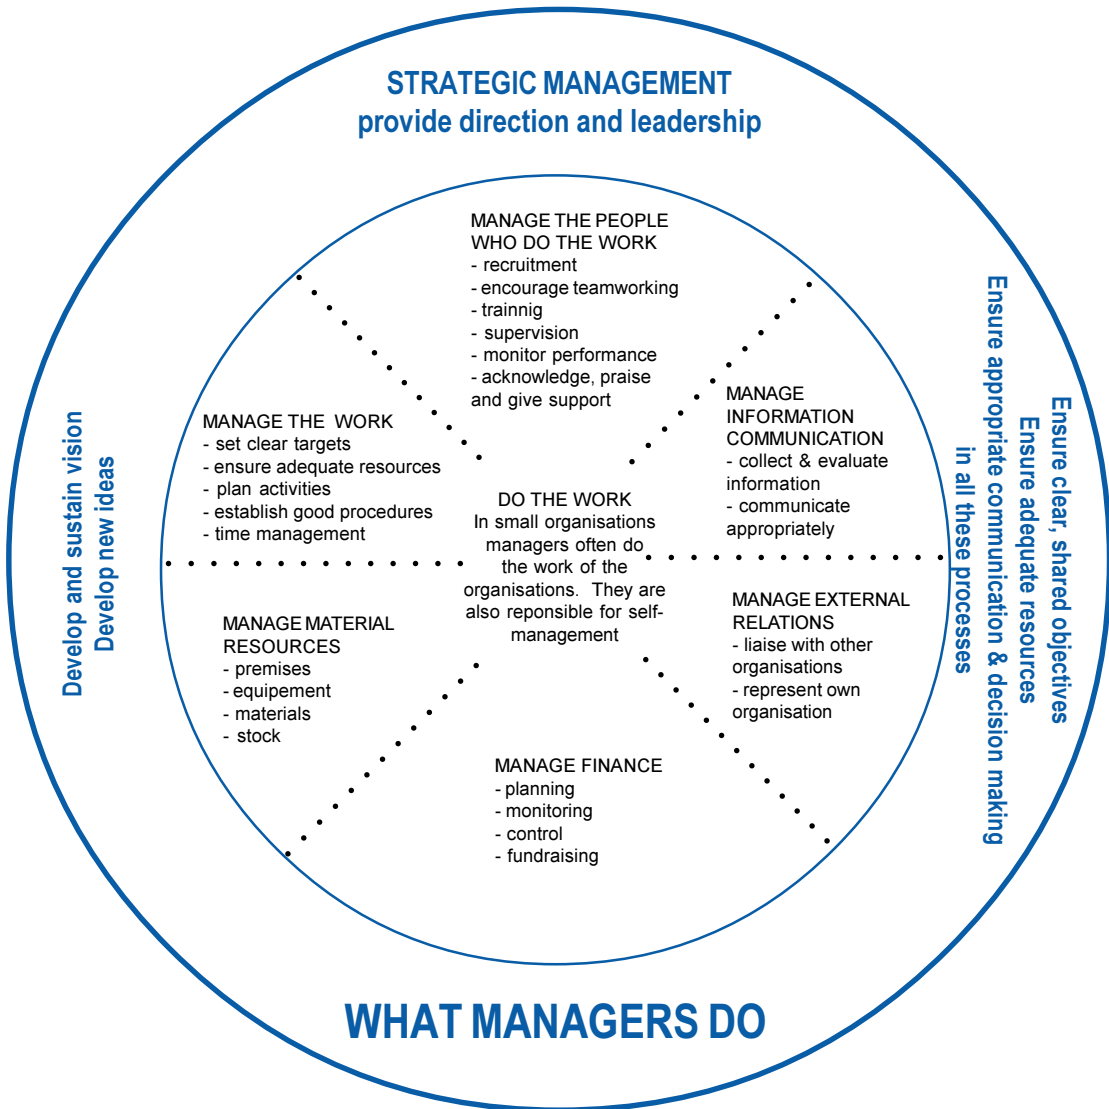 STRATEGIC MANAGEMENT
provide direction and leadership
MANAGE THE PEOPLE
WHO DO THE WORK
- recruitment
- encourage teamworking
- trainnig
- supervision
- monitor performance
- acknowledge, praise
and give support
MANAGE THE WORK
- set clear targets
- ensure adequate resources
- plan activities
- establish good procedures
- time management
MANAGE
INFORMATION
COMMUNICATION
- collect & evaluate
information
- communicate
appropriately
DO THE WORK
In small organisations
managers often do
the work of the
organisations. They are
also reponsible for self-
management
MANAGE MATERIAL
RESOURCES
- premises
- equipement
- materials
- stock
MANAGE EXTERNAL
RELATIONS
- liaise with other
organisations
- represent own
organisation
MANAGE FINANCE
- planning
- monitoring
- control
- fundraising
Develop and sustain vision
Develop new ideas
Ensure clear, shared objectives
Ensure adequate resources
Ensure appropriate communication & decision making
in all these processes
WHAT MANAGERS DO